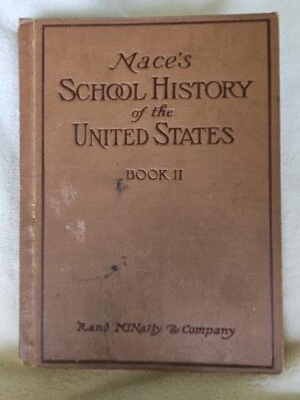 Mace's
SCHOOL HISTORY
of the
UNITED STATES
BOOK II
Rand McNally & Company